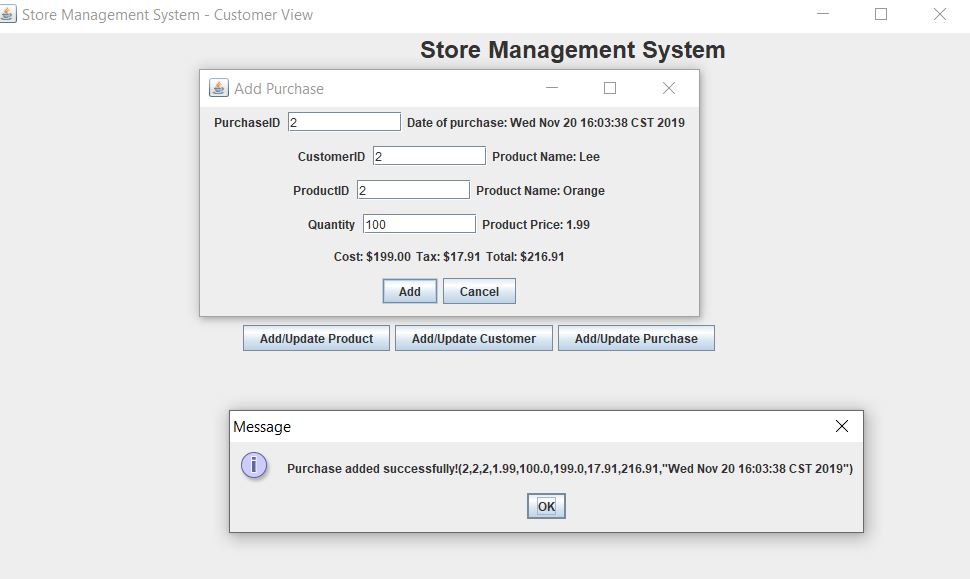 Store Management System - Customer View
Store Management System
Add Purchase
PurchaseID 2 Date of purchase: Wed Nov 20 16:03:38 CST 2019
CustomerID 2 Product Name: Lee
ProductID 2 Product Name: Orange
Quantity 100 Product Price: 1.99
Cost: $199.00 Tax: $17.91 Total: $216.91
Add Cancel
Add/Update Product Add/Update Customer Add/Update Purchase
Message
Purchase added successfully!(2,2,2,1.99,100.0,199.0,17.91,216.91,"Wed Nov 20 16:03:38 CST 2019")
OK